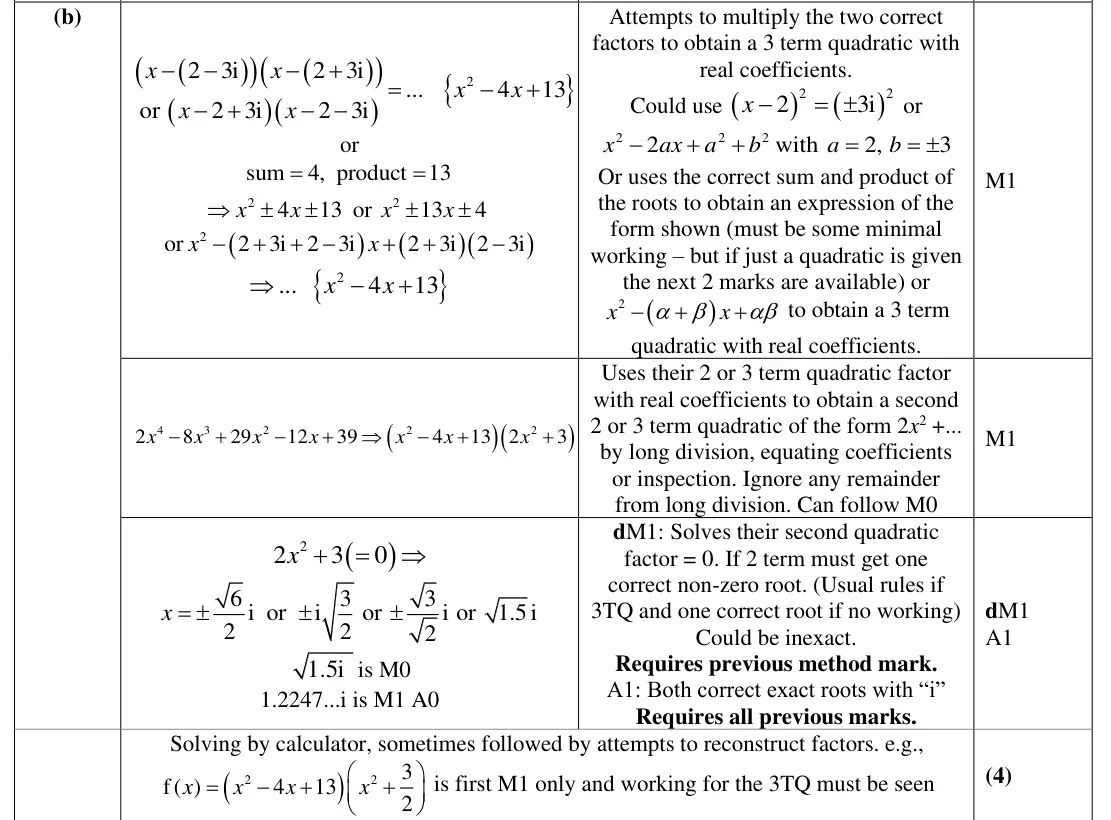 (b)
(x−(2−3i))(x−(2+3i))
or (x−2+3i)(x−2−3i)
=... {x²−4x+13}
or
sum = 4, product = 13
⇒ x² ± 4x ± 13 or x² ± 13x ± 4
or x² −(2+3i+2−3i)x+(2+3i)(2−3i)
⇒ ... {x²−4x+13}
Attempts to multiply the two correct
factors to obtain a 3 term quadratic with
real coefficients.
Could use (x−2)² = (±3i)² or
x² − 2ax + a² + b² with a = 2, b = ±3
Or uses the correct sum and product of
the roots to obtain an expression of the
form shown (must be some minimal
working – but if just a quadratic is given
the next 2 marks are available) or
x² −(α+β)x+αβ to obtain a 3 term
quadratic with real coefficients.
M1
2x⁴ −8x³ +29x² −12x+39 ⇒ (x² −4x+13)(2x² +3)
Uses their 2 or 3 term quadratic factor
with real coefficients to obtain a second
2 or 3 term quadratic of the form 2x² +...
by long division, equating coefficients
or inspection. Ignore any remainder
from long division. Can follow M0
M1
2x² + 3(= 0) ⇒
x = ± √6/2 i or ± i√(3/2) or ± √3/√2 i or √1.5 i
√(1.5i) is M0
1.2247...i is M1 A0
dM1: Solves their second quadratic
factor = 0. If 2 term must get one
correct non-zero root. (Usual rules if
3TQ and one correct root if no working)
Could be inexact.
Requires previous method mark.
A1: Both correct exact roots with “i”
Requires all previous marks.
dM1
A1
Solving by calculator, sometimes followed by attempts to reconstruct factors. e.g.,
f(x) = (x² −4x+13)(x² + 3/2) is first M1 only and working for the 3TQ must be seen
(4)